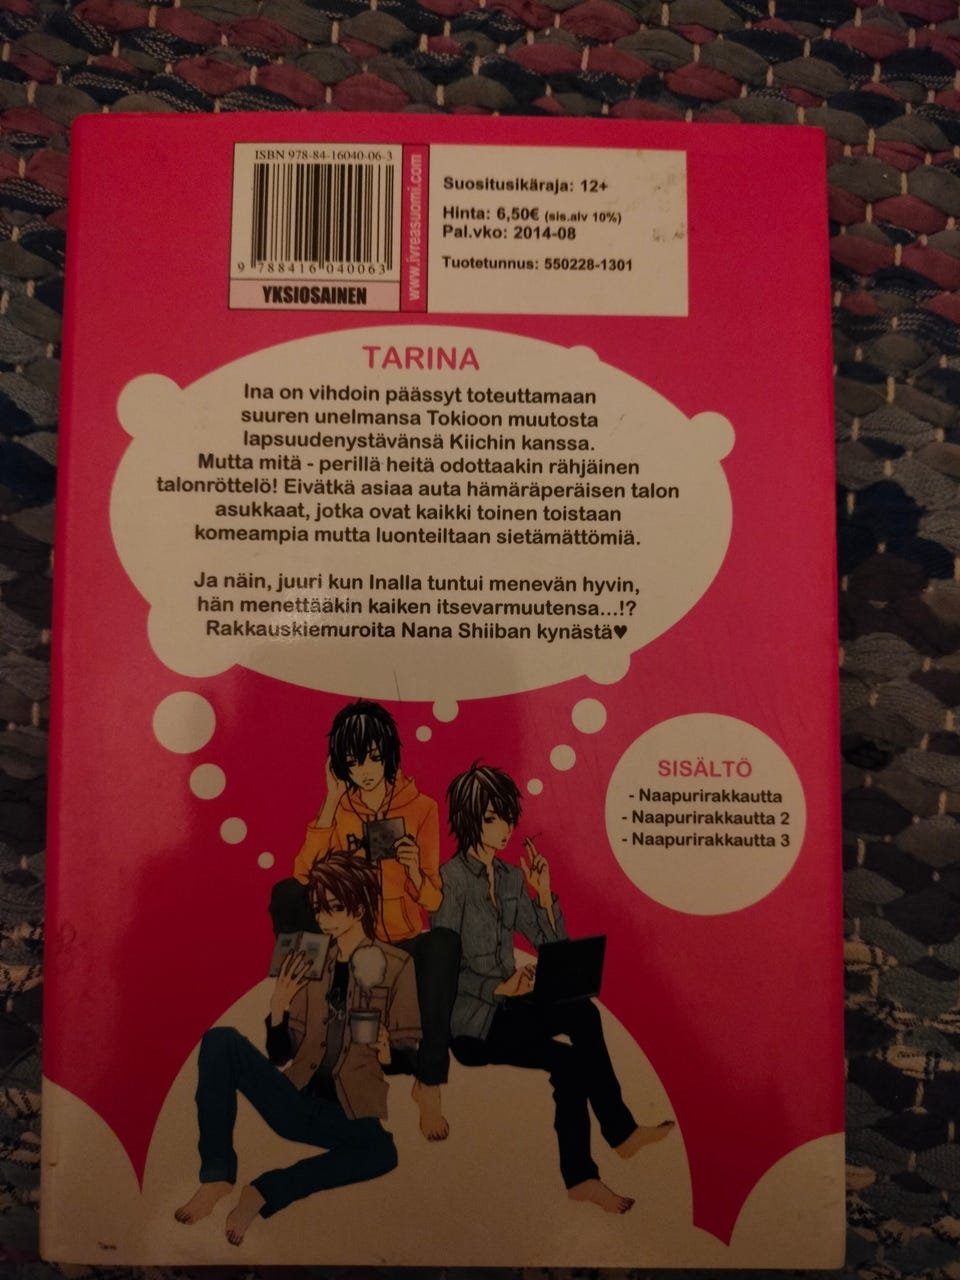 ISBN 978-84-16040-06-3
9 788416 040063
YKSIOSAINEN
www.ivreasuomi.com
Suositusikäraja: 12+
Hinta: 6,50€ (sis.alv 10%)
Pal.vko: 2014-08
Tuotetunnus: 550228-1301
TARINA
Ina on vihdoin päässyt toteuttamaan
suuren unelmansa Tokioon muutosta
lapsuudenystävänsä Kiichin kanssa.
Mutta mitä - perillä heitä odottaakin rähjäinen
talonröttelö! Eivätkä asiaa auta hämäräperäisen talon
asukkaat, jotka ovat kaikki toinen toistaan
komeampia mutta luonteiltaan sietämättömiä.
Ja näin, juuri kun Inalla tuntui menevän hyvin,
hän menettääkin kaiken itsevarmuutensa...!?
Rakkauskiemuroita Nana Shiiban kynästä♥
SISÄLTÖ
- Naapurirakkautta
- Naapurirakkautta 2
- Naapurirakkautta 3